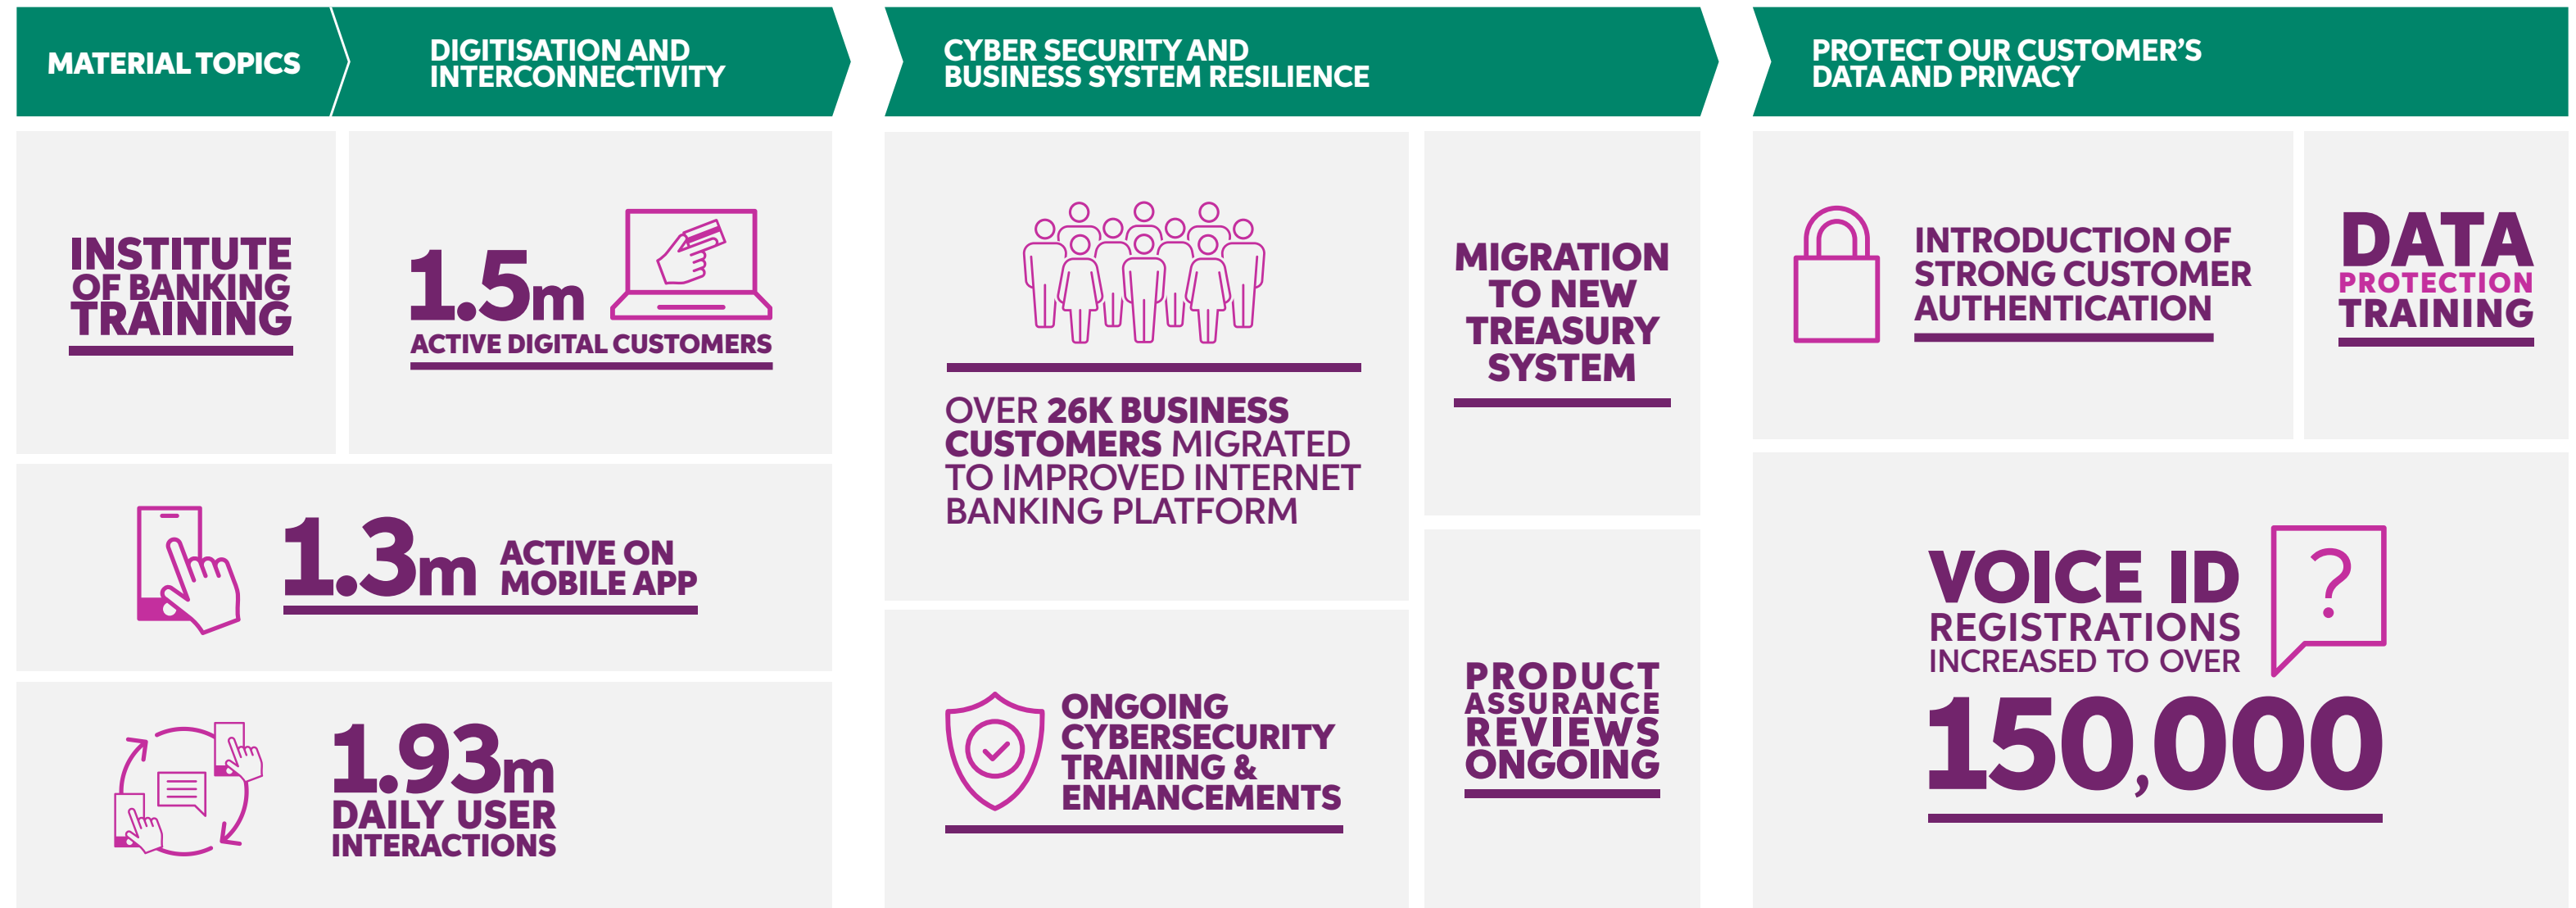 MATERIAL TOPICS
DIGITISATION AND
INTERCONNECTIVITY
INSTITUTE
OF BANKING
TRAINING
1.5m
ACTIVE DIGITAL CUSTOMERS
1.3m
ACTIVE ON
MOBILE APP
1.93m
DAILY USER
INTERACTIONS
CYBER SECURITY AND
BUSINESS SYSTEM RESILIENCE
OVER 26K BUSINESS
CUSTOMERS MIGRATED
TO IMPROVED INTERNET
BANKING PLATFORM
MIGRATION
TO NEW
TREASURY
SYSTEM
ONGOING
CYBERSECURITY
TRAINING &
ENHANCEMENTS
PRODUCT
ASSURANCE
REVIEWS
ONGOING
PROTECT OUR CUSTOMER’S
DATA AND PRIVACY
INTRODUCTION OF
STRONG CUSTOMER
AUTHENTICATION
DATA
PROTECTION
TRAINING
VOICE ID
REGISTRATIONS
INCREASED TO OVER
?
150,000